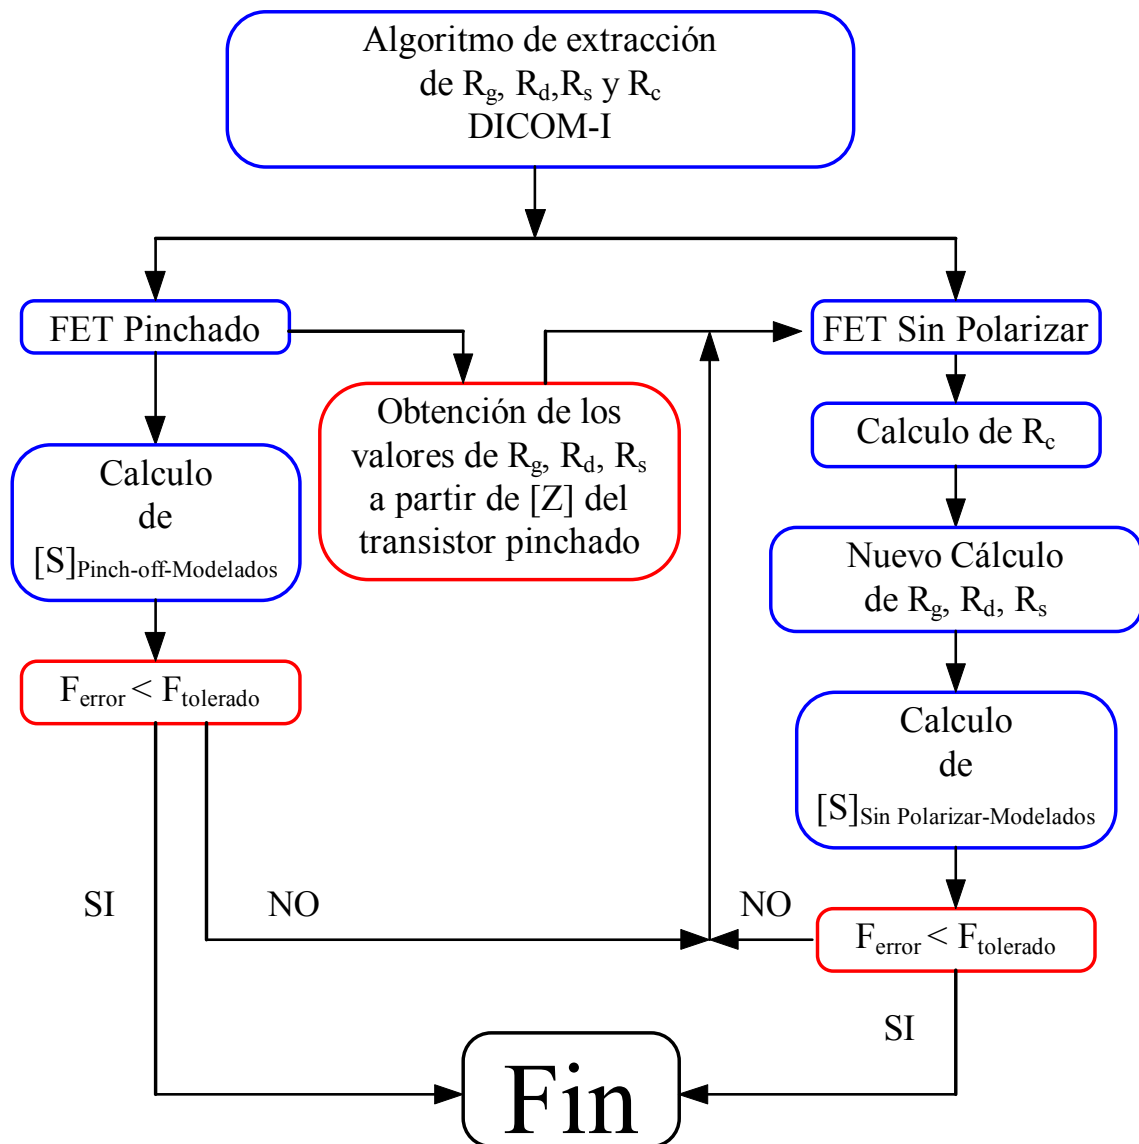 Algoritmo de extracción
de Rg, Rd,Rs y Rc
DICOM-I
FET Pinchado
FET Sin Polarizar
Obtención de los
valores de Rg, Rd, Rs
a partir de [Z] del
transistor pinchado
Calculo de Rc
Calculo
de
[S]Pinch-off-Modelados
Nuevo Cálculo
de Rg, Rd, Rs
Ferror < Ftolerado
Calculo
de
[S]Sin Polarizar-Modelados
SI
NO
NO
Ferror < Ftolerado
SI
Fin